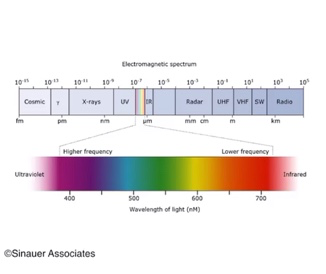 Electromagnetic spectrum
10-15 10-13 10-11 10-9 10-7 10-5 10-3 10-1 10 10³ 10⁵
Cosmic γ X-rays UV IR Radar UHF VHF SW Radio
fm pm nm μm mm cm m km
Higher frequency Lower frequency
Ultraviolet Infrared
400 500 600 700
Wavelength of light (nM)
©Sinauer Associates